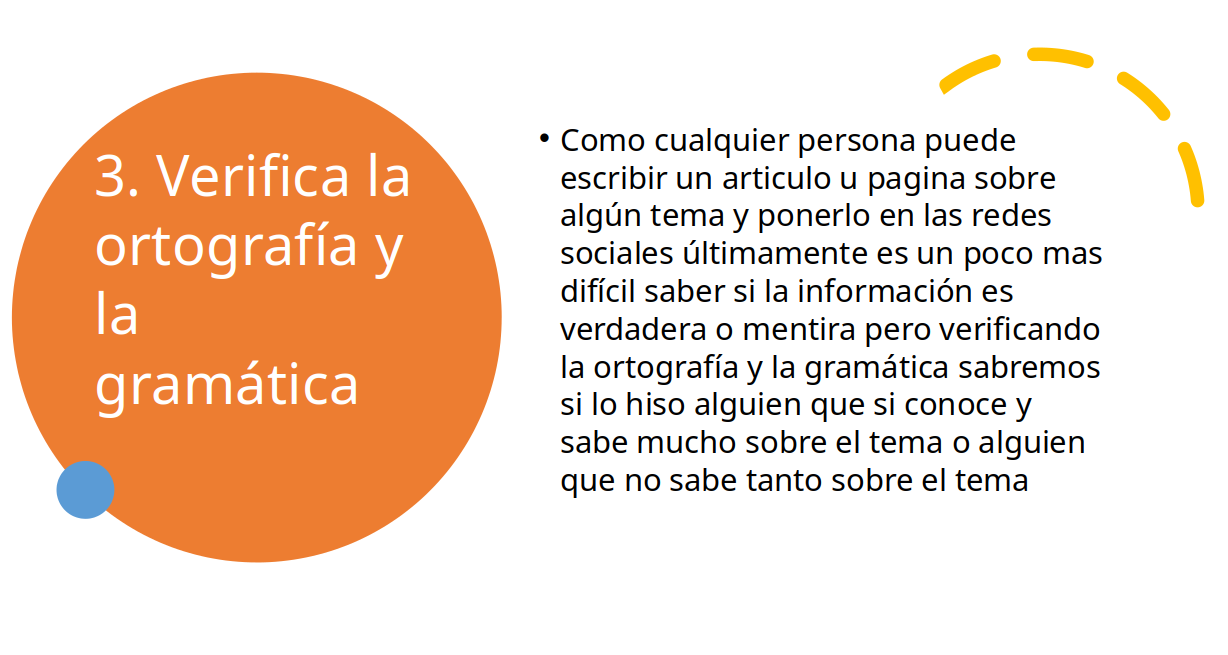 3. Verifica la
ortografía y
la
gramática
• Como cualquier persona puede
escribir un articulo u pagina sobre
algún tema y ponerlo en las redes
sociales últimamente es un poco mas
difícil saber si la información es
verdadera o mentira pero verificando
la ortografía y la gramática sabremos
si lo hiso alguien que si conoce y
sabe mucho sobre el tema o alguien
que no sabe tanto sobre el tema